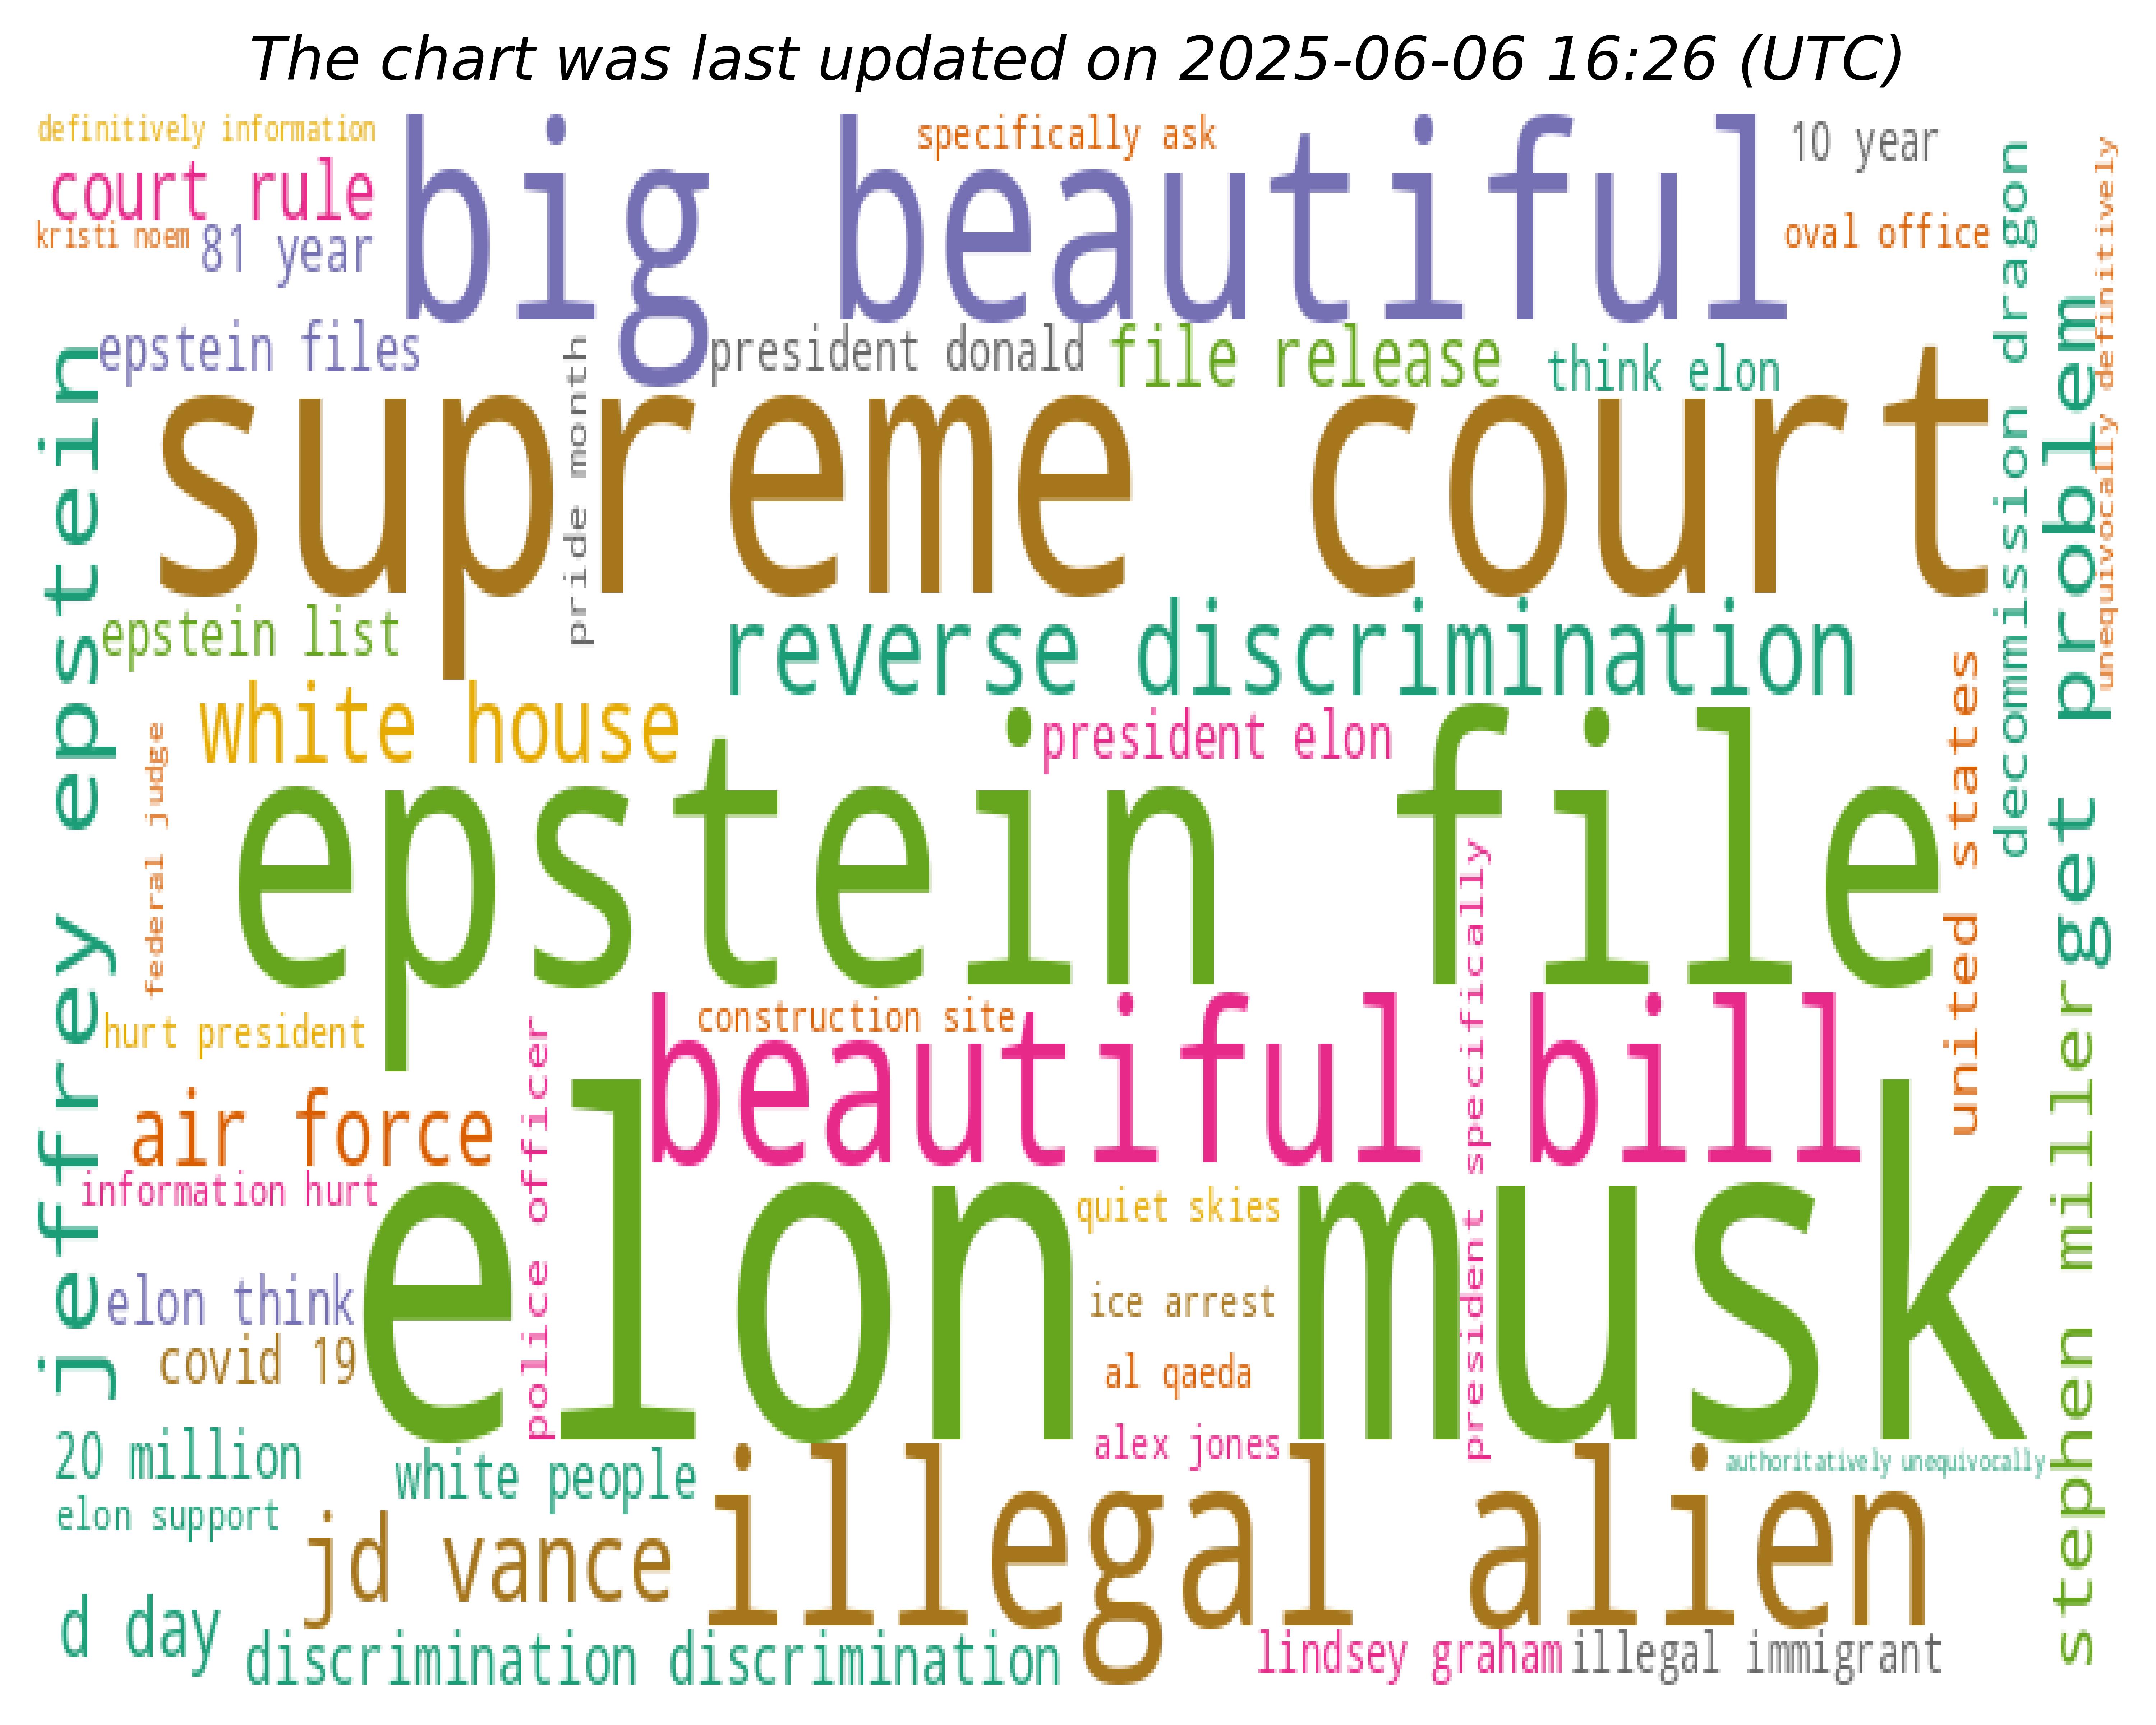 The chart was last updated on 2025-06-06 16:26 (UTC)
definitively information
big beautiful
specifically ask
10 year
court rule
kristi noem
81 year
oval office
decommission dragon
unequivocally definitively
epstein files
pride month
president donald
file release
think elon
get problem
jeffrey epstein
supreme court
epstein list
reverse discrimination
white house
president elon
united states
federal judge
epstein file
president specifically
hurt president
construction site
beautiful bill
police officer
air force
information hurt
elon musk
quiet skies
stephen miller
elon think
ice arrest
covid 19
al qaeda
20 million
white people
alex jones
authoritatively unequivocally
illegal alien
elon support
jd vance
d day
discrimination discrimination
lindsey graham
illegal immigrant